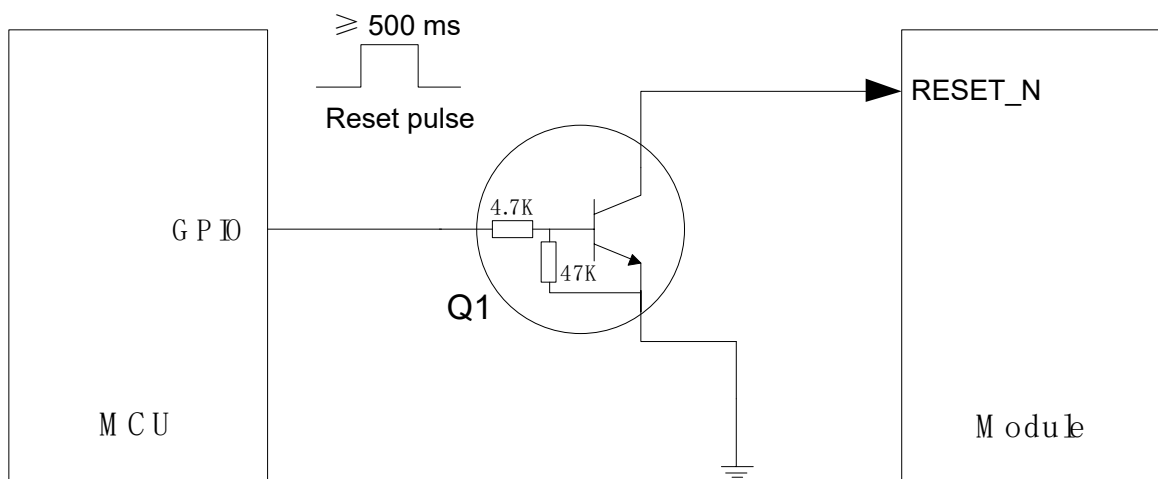 ≥ 500 ms
Reset pulse
RESET_N
4.7K
GPIO
47K
Q1
MCU
Module